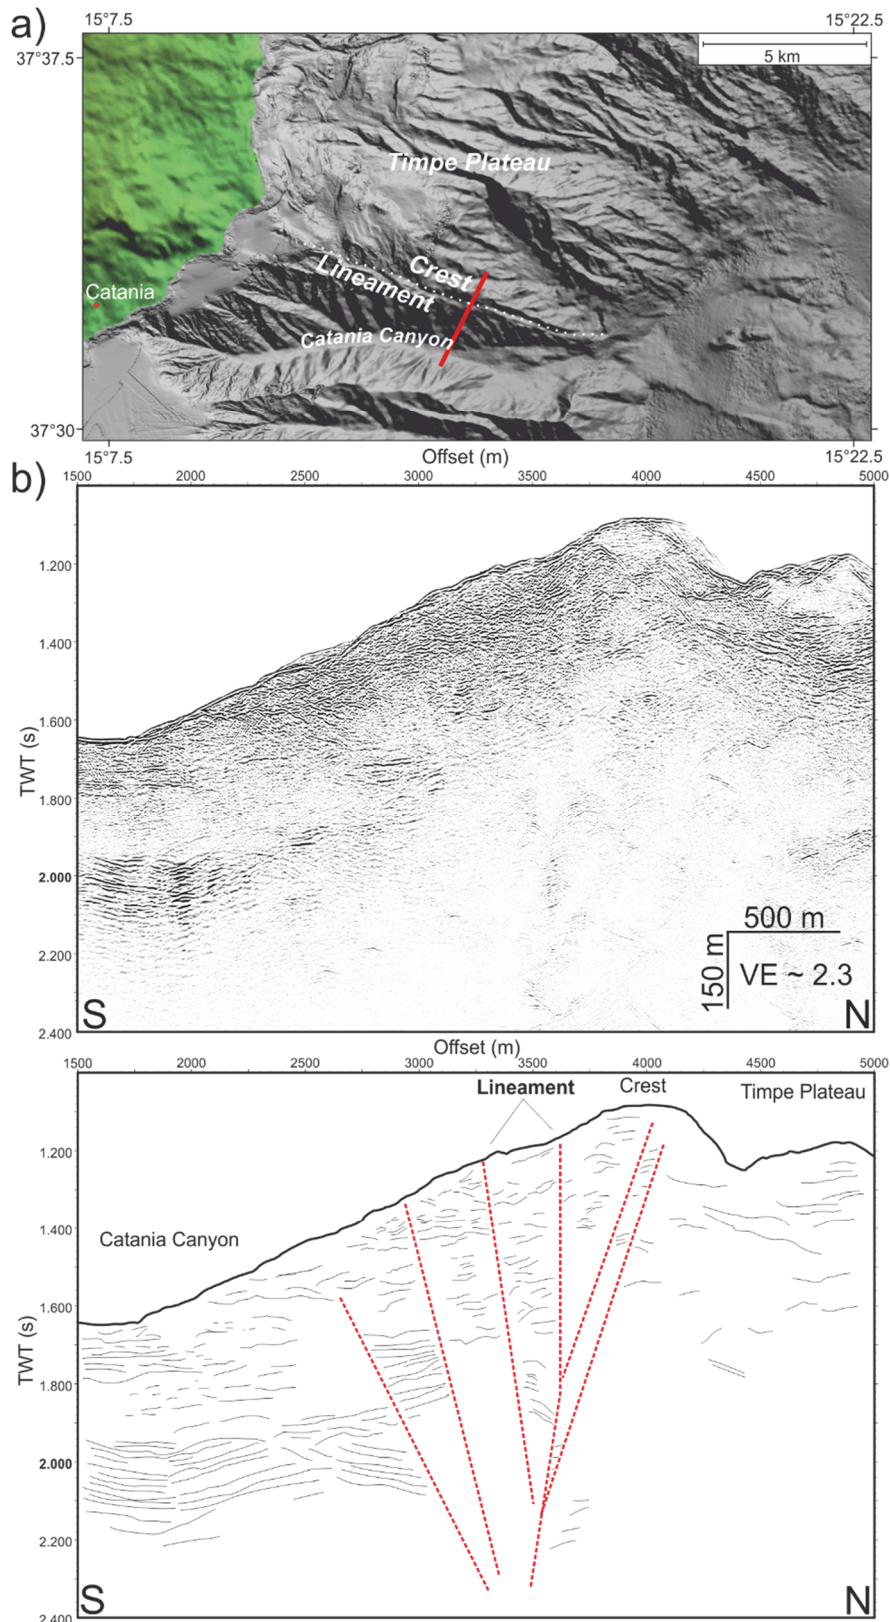 a)
15°7.5
15°22.5
37°37.5
5 km
Timpe Plateau
Crest
Lineament
Catania
Catania Canyon
37°30
15°7.5
15°22.5
b)
Offset (m)
1500 2000 2500 3000 3500 4000 4500 5000
1.200
1.400
1.600
TWT (s)
1.800
2.000
500 m
150 m
VE ~ 2.3
2.200
S
N
2.400
Offset (m)
1500 2000 2500 3000 3500 4000 4500 5000
Lineament
Crest
Timpe Plateau
1.200
1.400
Catania Canyon
1.600
TWT (s)
1.800
2.000
2.200
S
N
2.400